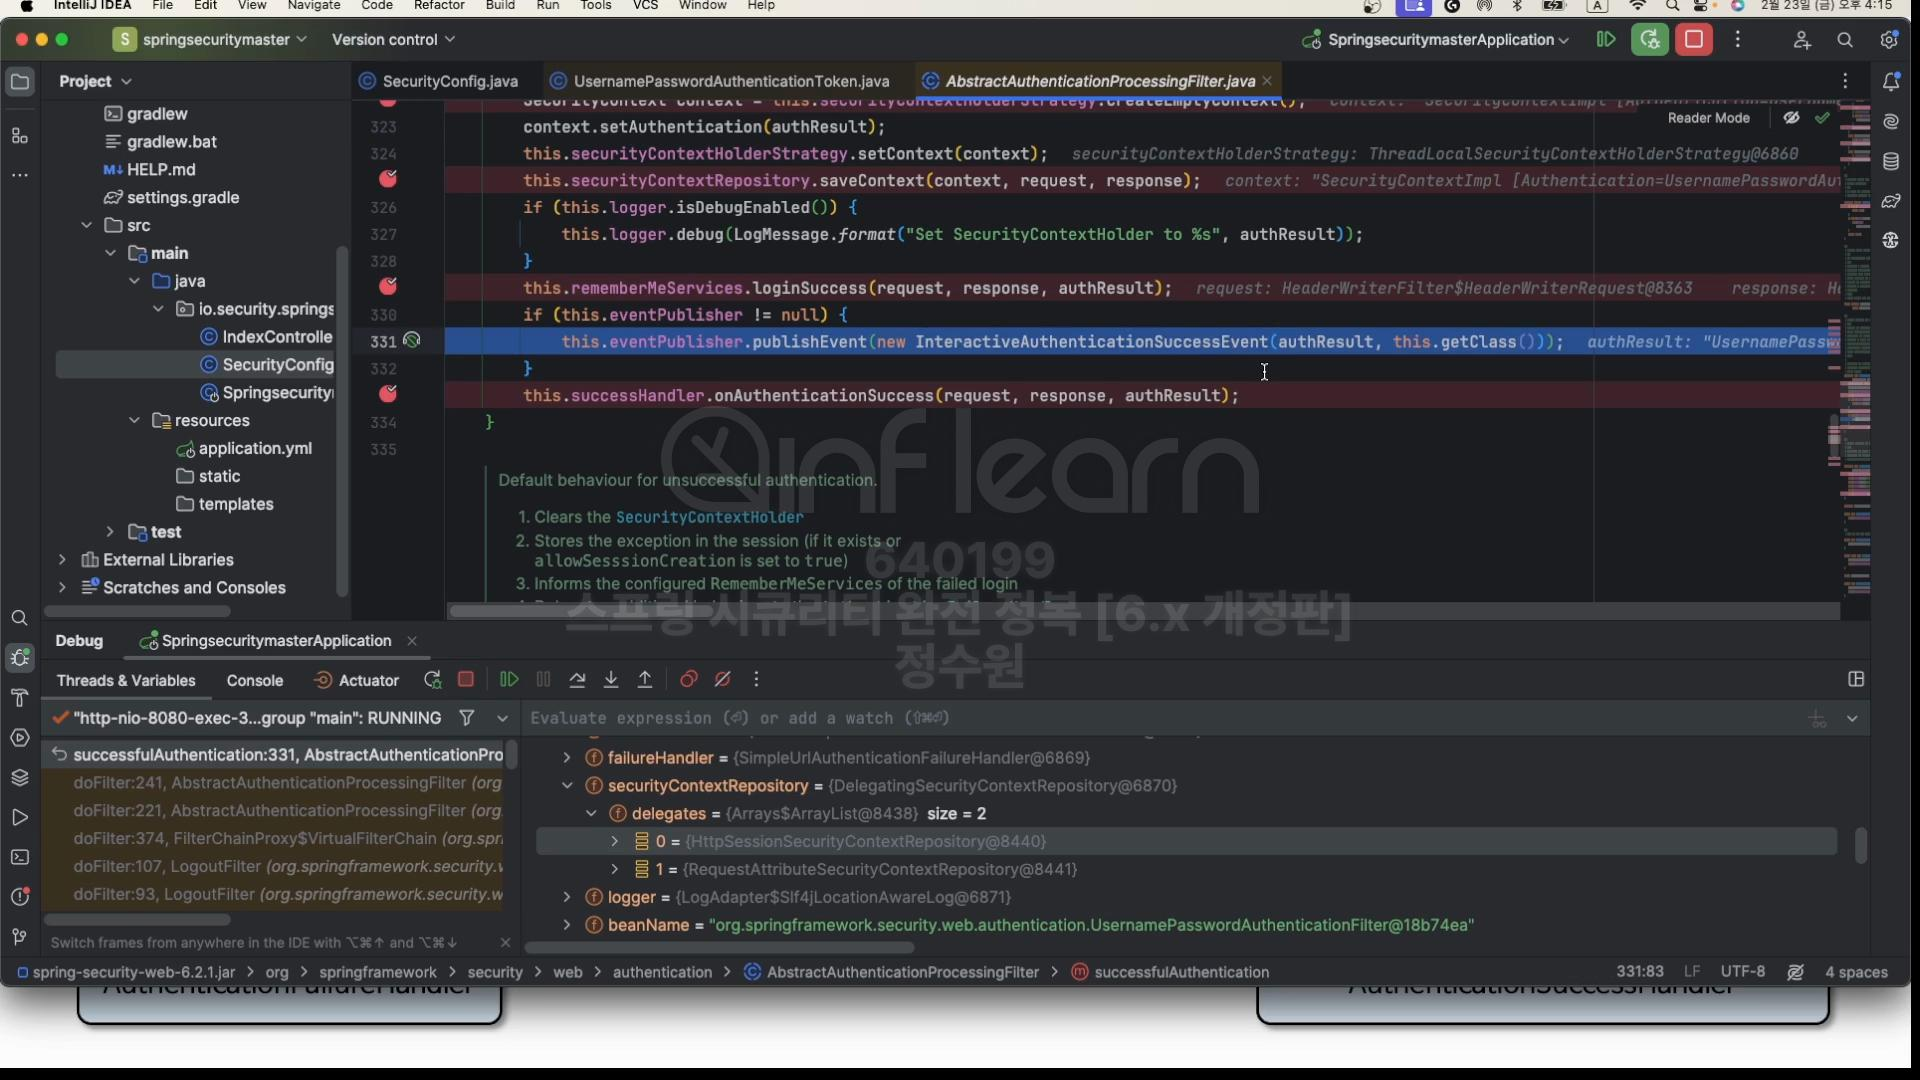 IntelliJ IDEA File Edit View Navigate Code Refactor Build Run Tools VCS Window Help
A
2월 23일 (금) 오후 4:15
S springsecuritymaster Version control SpringsecuritymasterApplication
Project
SecurityConfig.java UsernamePasswordAuthenticationToken.java AbstractAuthenticationProcessingFilter.java
Reader Mode
gradlew
gradlew.bat
M↓ HELP.md
settings.gradle
src
main
java
io.security.springs
IndexControlle
SecurityConfig
Springsecurity
resources
application.yml
static
templates
test
External Libraries
Scratches and Consoles
SecurityContext context = this.securityContextHolderStrategy.createEmptyContext();
323 context.setAuthentication(authResult);
324 this.securityContextHolderStrategy.setContext(context); securityContextHolderStrategy: ThreadLocalSecurityContextHolderStrategy@6860
this.securityContextRepository.saveContext(context, request, response); context: "SecurityContextImpl [Authentication=UsernamePasswordAu
326 if (this.logger.isDebugEnabled()) {
327 this.logger.debug(LogMessage.format("Set SecurityContextHolder to %s", authResult));
328 }
this.rememberMeServices.loginSuccess(request, response, authResult); request: HeaderWriterFilter$HeaderWriterRequest@8363 response: He
330 if (this.eventPublisher != null) {
331 this.eventPublisher.publishEvent(new InteractiveAuthenticationSuccessEvent(authResult, this.getClass())); authResult: "UsernamePassw
332 }
this.successHandler.onAuthenticationSuccess(request, response, authResult);
334 }
335
Default behaviour for unsuccessful authentication.
1. Clears the SecurityContextHolder
2. Stores the exception in the session (if it exists or
allowSesssionCreation is set to true)
3. Informs the configured RememberMeServices of the failed login
inflearn
640199
스프링 시큐리티 완전 정복 [6.x 개정판]
정수원
Debug SpringsecuritymasterApplication
Threads & Variables Console Actuator
"http-nio-8080-exec-3...group "main": RUNNING
Evaluate expression (⏎) or add a watch (⇧⌘⏎)
successfulAuthentication:331, AbstractAuthenticationPro
doFilter:241, AbstractAuthenticationProcessingFilter (org
doFilter:221, AbstractAuthenticationProcessingFilter (org
doFilter:374, FilterChainProxy$VirtualFilterChain (org.spri
doFilter:107, LogoutFilter (org.springframework.security.v
doFilter:93, LogoutFilter (org.springframework.security.w
Switch frames from anywhere in the IDE with ⌥⌘↑ and ⌥⌘↓
failureHandler = {SimpleUrlAuthenticationFailureHandler@6869}
securityContextRepository = {DelegatingSecurityContextRepository@6870}
delegates = {Arrays$ArrayList@8438} size = 2
0 = {HttpSessionSecurityContextRepository@8440}
1 = {RequestAttributeSecurityContextRepository@8441}
logger = {LogAdapter$Slf4jLocationAwareLog@6871}
beanName = "org.springframework.security.web.authentication.UsernamePasswordAuthenticationFilter@18b74ea"
spring-security-web-6.2.1.jar > org > springframework > security > web > authentication > AbstractAuthenticationProcessingFilter > successfulAuthentication
331:83 LF UTF-8 4 spaces
AuthenticationFailureHandler AuthenticationSuccessHandler